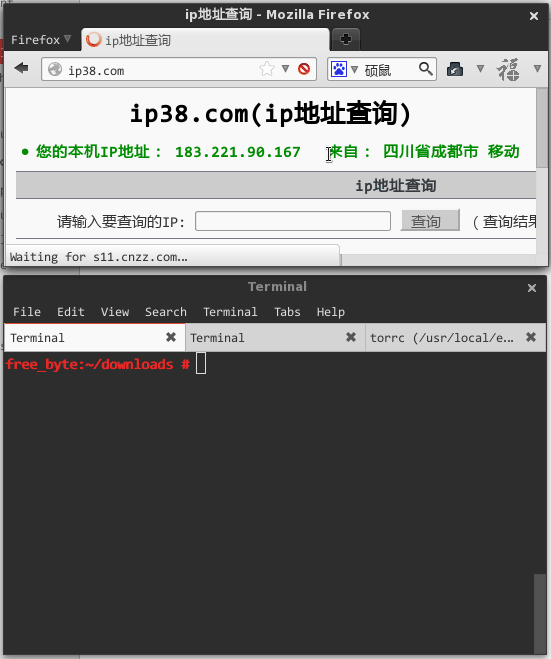 ip地址查询 - Mozilla Firefox
Firefox
ip地址查询
ip38.com
硕鼠
福
ip38.com(ip地址查询)
您的本机IP地址： 183.221.90.167 来自： 四川省成都市 移动
ip地址查询
请输入要查询的IP:
查询
(查询结果
Waiting for s11.cnzz.com...
Terminal
File Edit View Search Terminal Tabs Help
Terminal
Terminal
torrc (/usr/local/e...
free_byte:~/downloads #